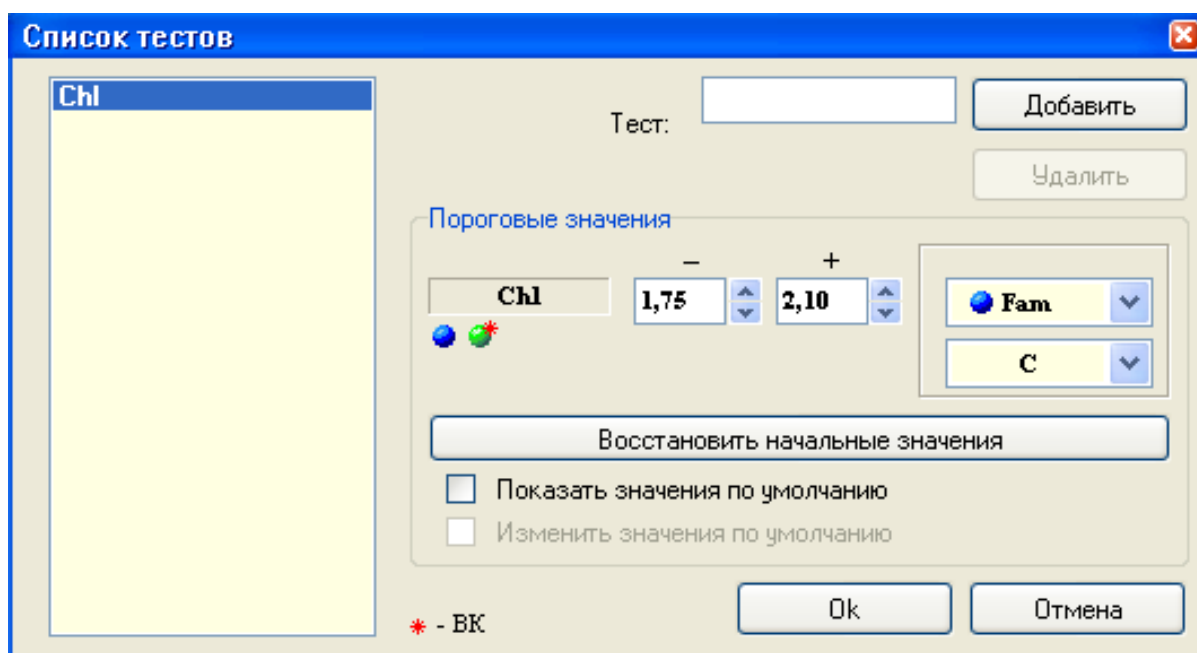 Список тестов
Chl
Тест:
Добавить
Удалить
Пороговые значения
– +
Chl 1,75 2,10 Fam
C
Восстановить начальные значения
Показать значения по умолчанию
Изменить значения по умолчанию
* - ВК
Ok Отмена